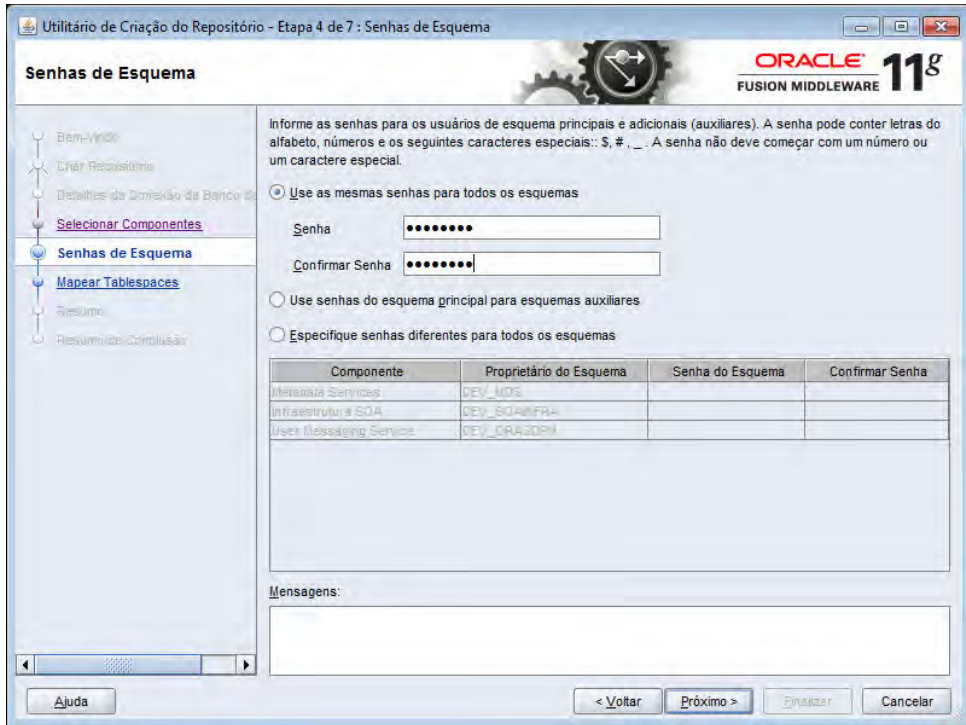 Utilitário de Criação do Repositório - Etapa 4 de 7 : Senhas de Esquema
Senhas de Esquema
ORACLE
FUSION MIDDLEWARE
11g
Bem-vindo
Criar Repositório
Detalhes da Conexão de Banco de
Selecionar Componentes
Senhas de Esquema
Mapear Tablespaces
Resumo
Resumo de Conclusão
Informe as senhas para os usuários de esquema principais e adicionais (auxiliares). A senha pode conter letras do
alfabeto, números e os seguintes caracteres especiais:: $, # , _ . A senha não deve começar com um número ou
um caractere especial.
Use as mesmas senhas para todos os esquemas
Senha
Confirmar Senha
Use senhas do esquema principal para esquemas auxiliares
Especifique senhas diferentes para todos os esquemas
Componente Proprietário do Esquema Senha do Esquema Confirmar Senha
Metadata Services DEV_MDS
Infraestrutura SOA DEV_SOAINFRA
User Messaging Service DEV_ORASDPM
Mensagens:
Ajuda
< Voltar
Próximo >
Finalizar
Cancelar